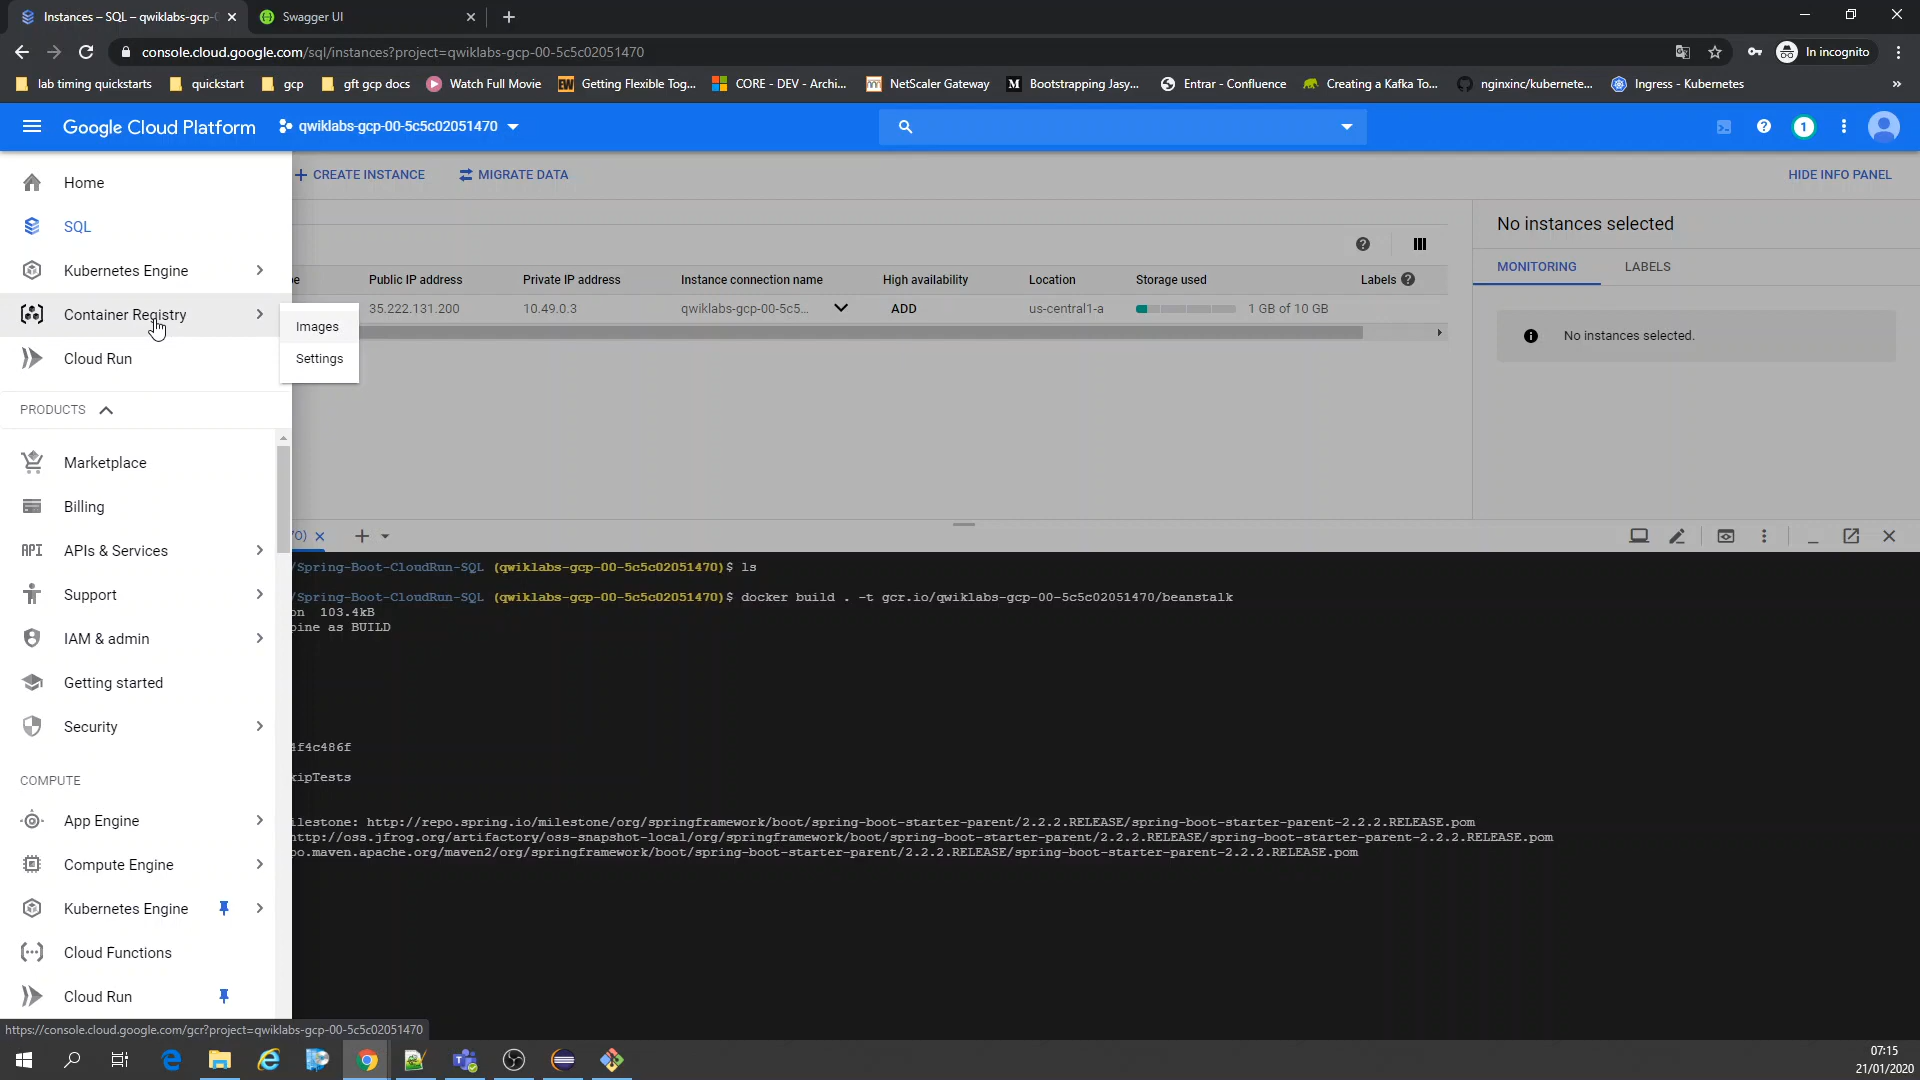 Instances – SQL – qwiklabs-gcp-
Swagger UI
console.cloud.google.com/sql/instances?project=qwiklabs-gcp-00-5c5c02051470
In incognito
lab timing quickstarts
quickstart
gcp
gft gcp docs
Watch Full Movie
Getting Flexible Tog...
CORE - DEV - Archi...
NetScaler Gateway
Bootstrapping Jasy...
Entrar - Confluence
Creating a Kafka To...
nginxinc/kubernete...
Ingress - Kubernetes
Google Cloud Platform
qwiklabs-gcp-00-5c5c02051470
1
Home
SQL
Kubernetes Engine
Container Registry
Cloud Run
Images
Settings
CREATE INSTANCE
MIGRATE DATA
HIDE INFO PANEL
Public IP address
Private IP address
Instance connection name
High availability
Location
Storage used
Labels
35.222.131.200
10.49.0.3
qwiklabs-gcp-00-5c5...
ADD
us-central1-a
1 GB of 10 GB
No instances selected
MONITORING
LABELS
No instances selected.
PRODUCTS
Marketplace
Billing
API
APIs & Services
Support
IAM & admin
Getting started
Security
COMPUTE
App Engine
Compute Engine
Kubernetes Engine
Cloud Functions
Cloud Run
70)
/Spring-Boot-CloudRun-SQL (qwiklabs-gcp-00-5c5c02051470)$ ls
/Spring-Boot-CloudRun-SQL (qwiklabs-gcp-00-5c5c02051470)$ docker build . -t gcr.io/qwiklabs-gcp-00-5c5c02051470/beanstalk
on 103.4kB
pine as BUILD
4f4c486f
kipTests
ilestone: http://repo.spring.io/milestone/org/springframework/boot/spring-boot-starter-parent/2.2.2.RELEASE/spring-boot-starter-parent-2.2.2.RELEASE.pom
http://oss.jfrog.org/artifactory/oss-snapshot-local/org/springframework/boot/spring-boot-starter-parent/2.2.2.RELEASE/spring-boot-starter-parent-2.2.2.RELEASE.pom
po.maven.apache.org/maven2/org/springframework/boot/spring-boot-starter-parent/2.2.2.RELEASE/spring-boot-starter-parent-2.2.2.RELEASE.pom
https://console.cloud.google.com/gcr?project=qwiklabs-gcp-00-5c5c02051470
07:15
21/01/2020